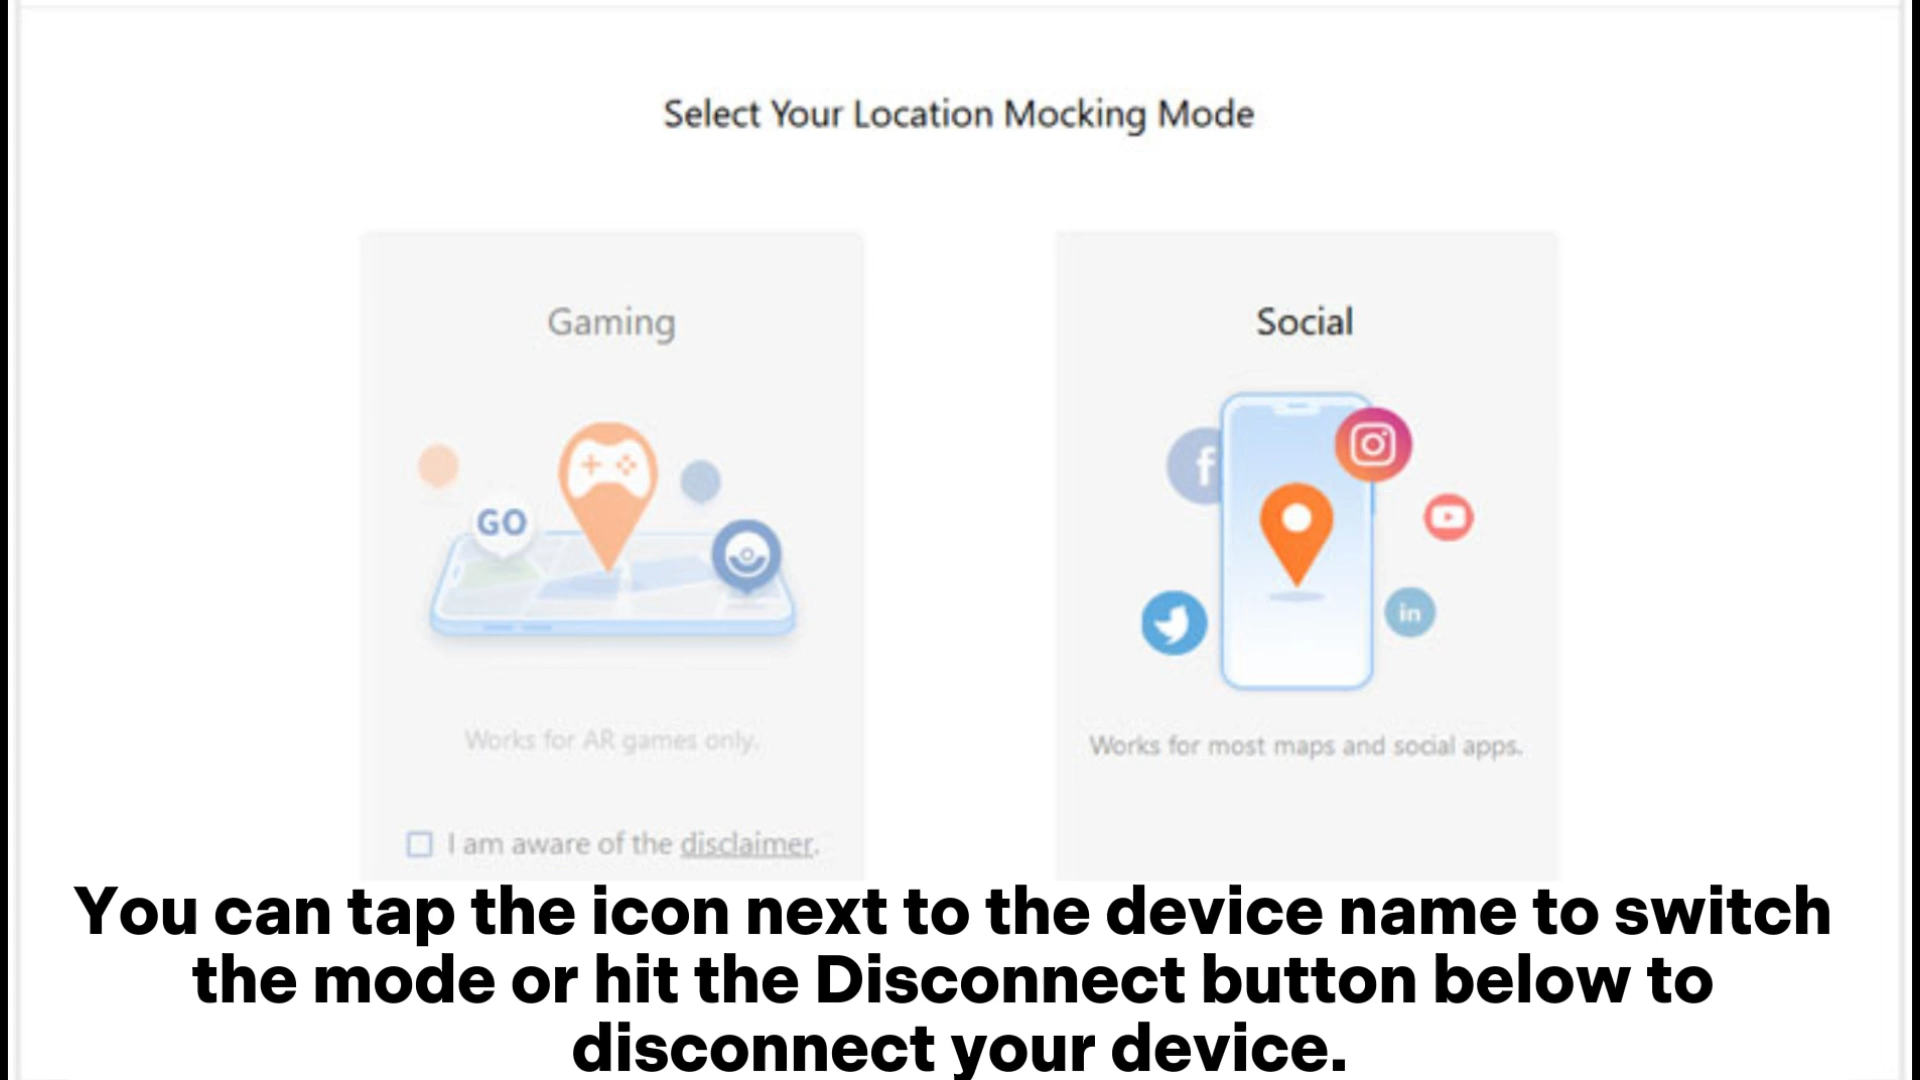 Select Your Location Mocking Mode
Gaming
Social
GO
f
in
Works for AR games only.
Works for most maps and social apps.
I am aware of the disclaimer.
You can tap the icon next to the device name to switch
the mode or hit the Disconnect button below to
disconnect your device.